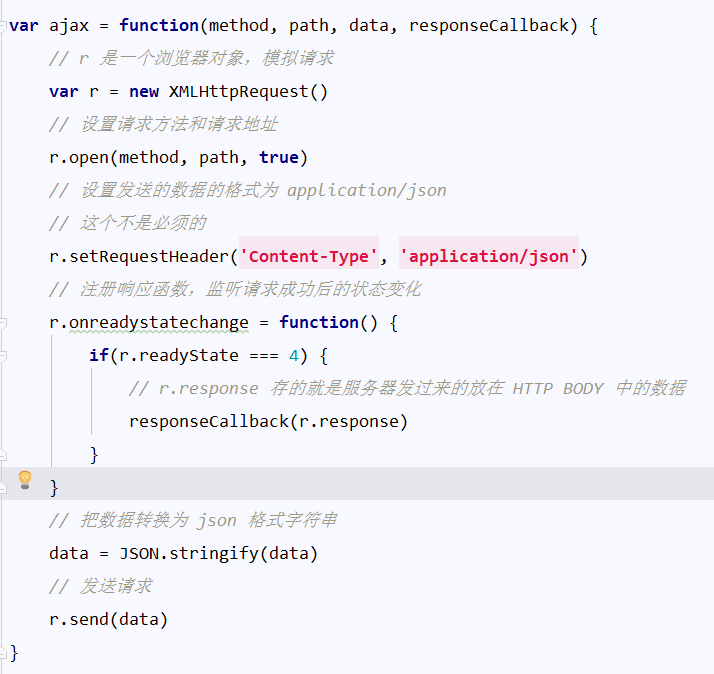 var ajax = function(method, path, data, responseCallback) {
// r 是一个浏览器对象，模拟请求
var r = new XMLHttpRequest()
// 设置请求方法和请求地址
r.open(method, path, true)
// 设置发送的数据的格式为 application/json
// 这个不是必须的
r.setRequestHeader('Content-Type', 'application/json')
// 注册响应函数，监听请求成功后的状态变化
r.onreadystatechange = function() {
if(r.readyState === 4) {
// r.response 存的就是服务器发过来的放在 HTTP BODY 中的数据
responseCallback(r.response)
}
}
// 把数据转换为 json 格式字符串
data = JSON.stringify(data)
// 发送请求
r.send(data)
}